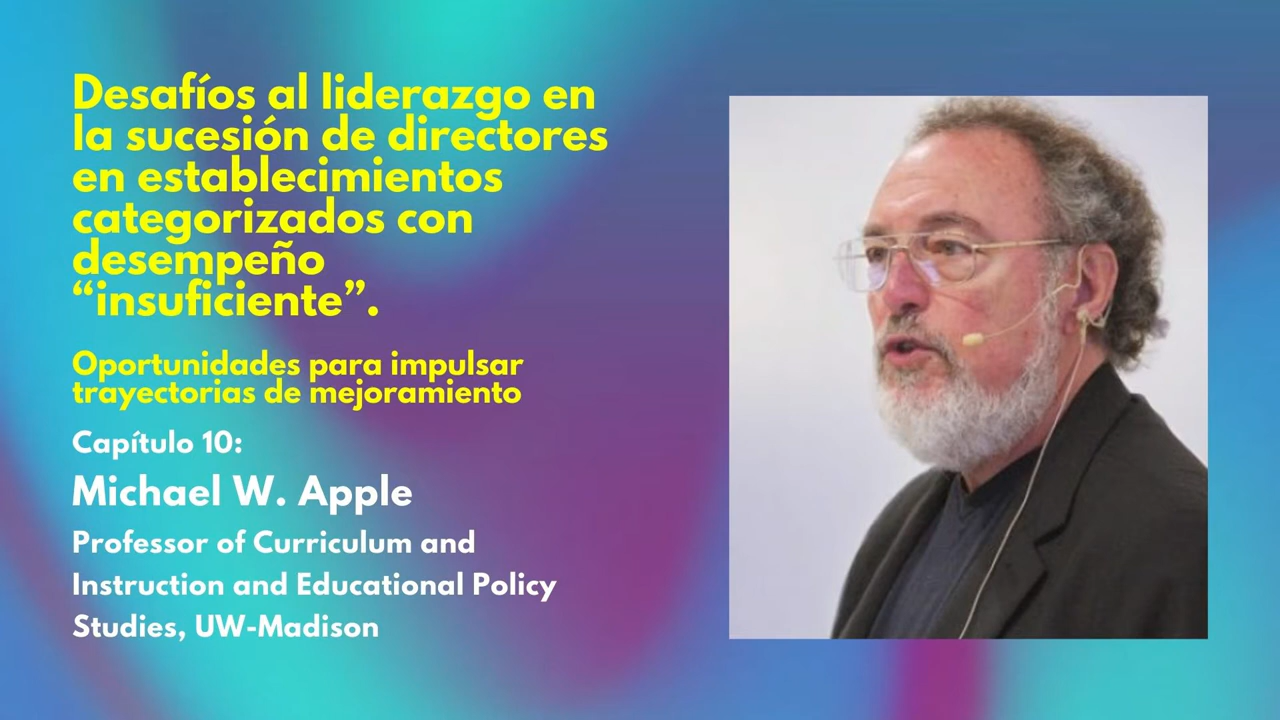 Desafíos al liderazgo en
la sucesión de directores
en establecimientos
categorizados con
desempeño
“insuficiente”.
Oportunidades para impulsar
trayectorias de mejoramiento
Capítulo 10:
Michael W. Apple
Professor of Curriculum and
Instruction and Educational Policy
Studies, UW-Madison